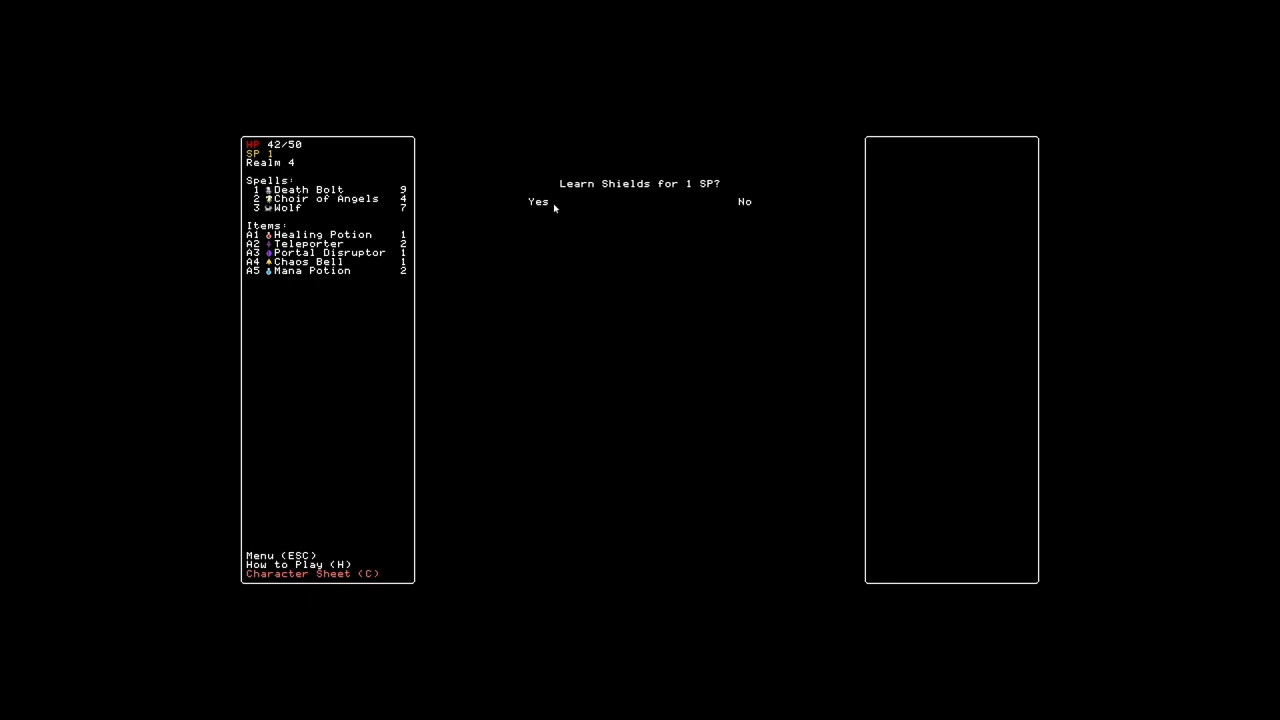 HP 42/50
SP 1
Realm 4
Spells:
1 Death Bolt 9
2 Choir of Angels 4
3 Wolf 7
Items:
A1 Healing Potion 1
A2 Teleporter 2
A3 Portal Disruptor 1
A4 Chaos Bell 1
A5 Mana Potion 2
Menu (ESC)
How to Play (H)
Character Sheet (C)
Learn Shields for 1 SP?
Yes No